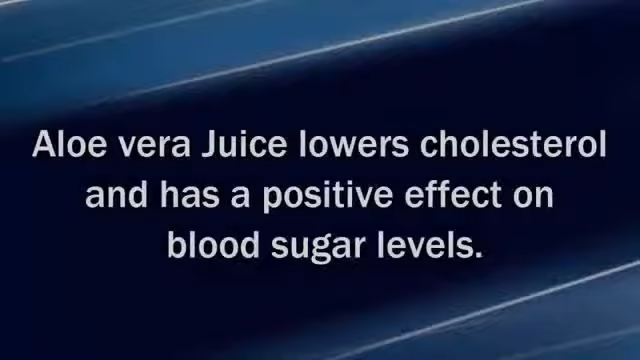 Aloe vera Juice lowers cholesterol
and has a positive effect on
blood sugar levels.